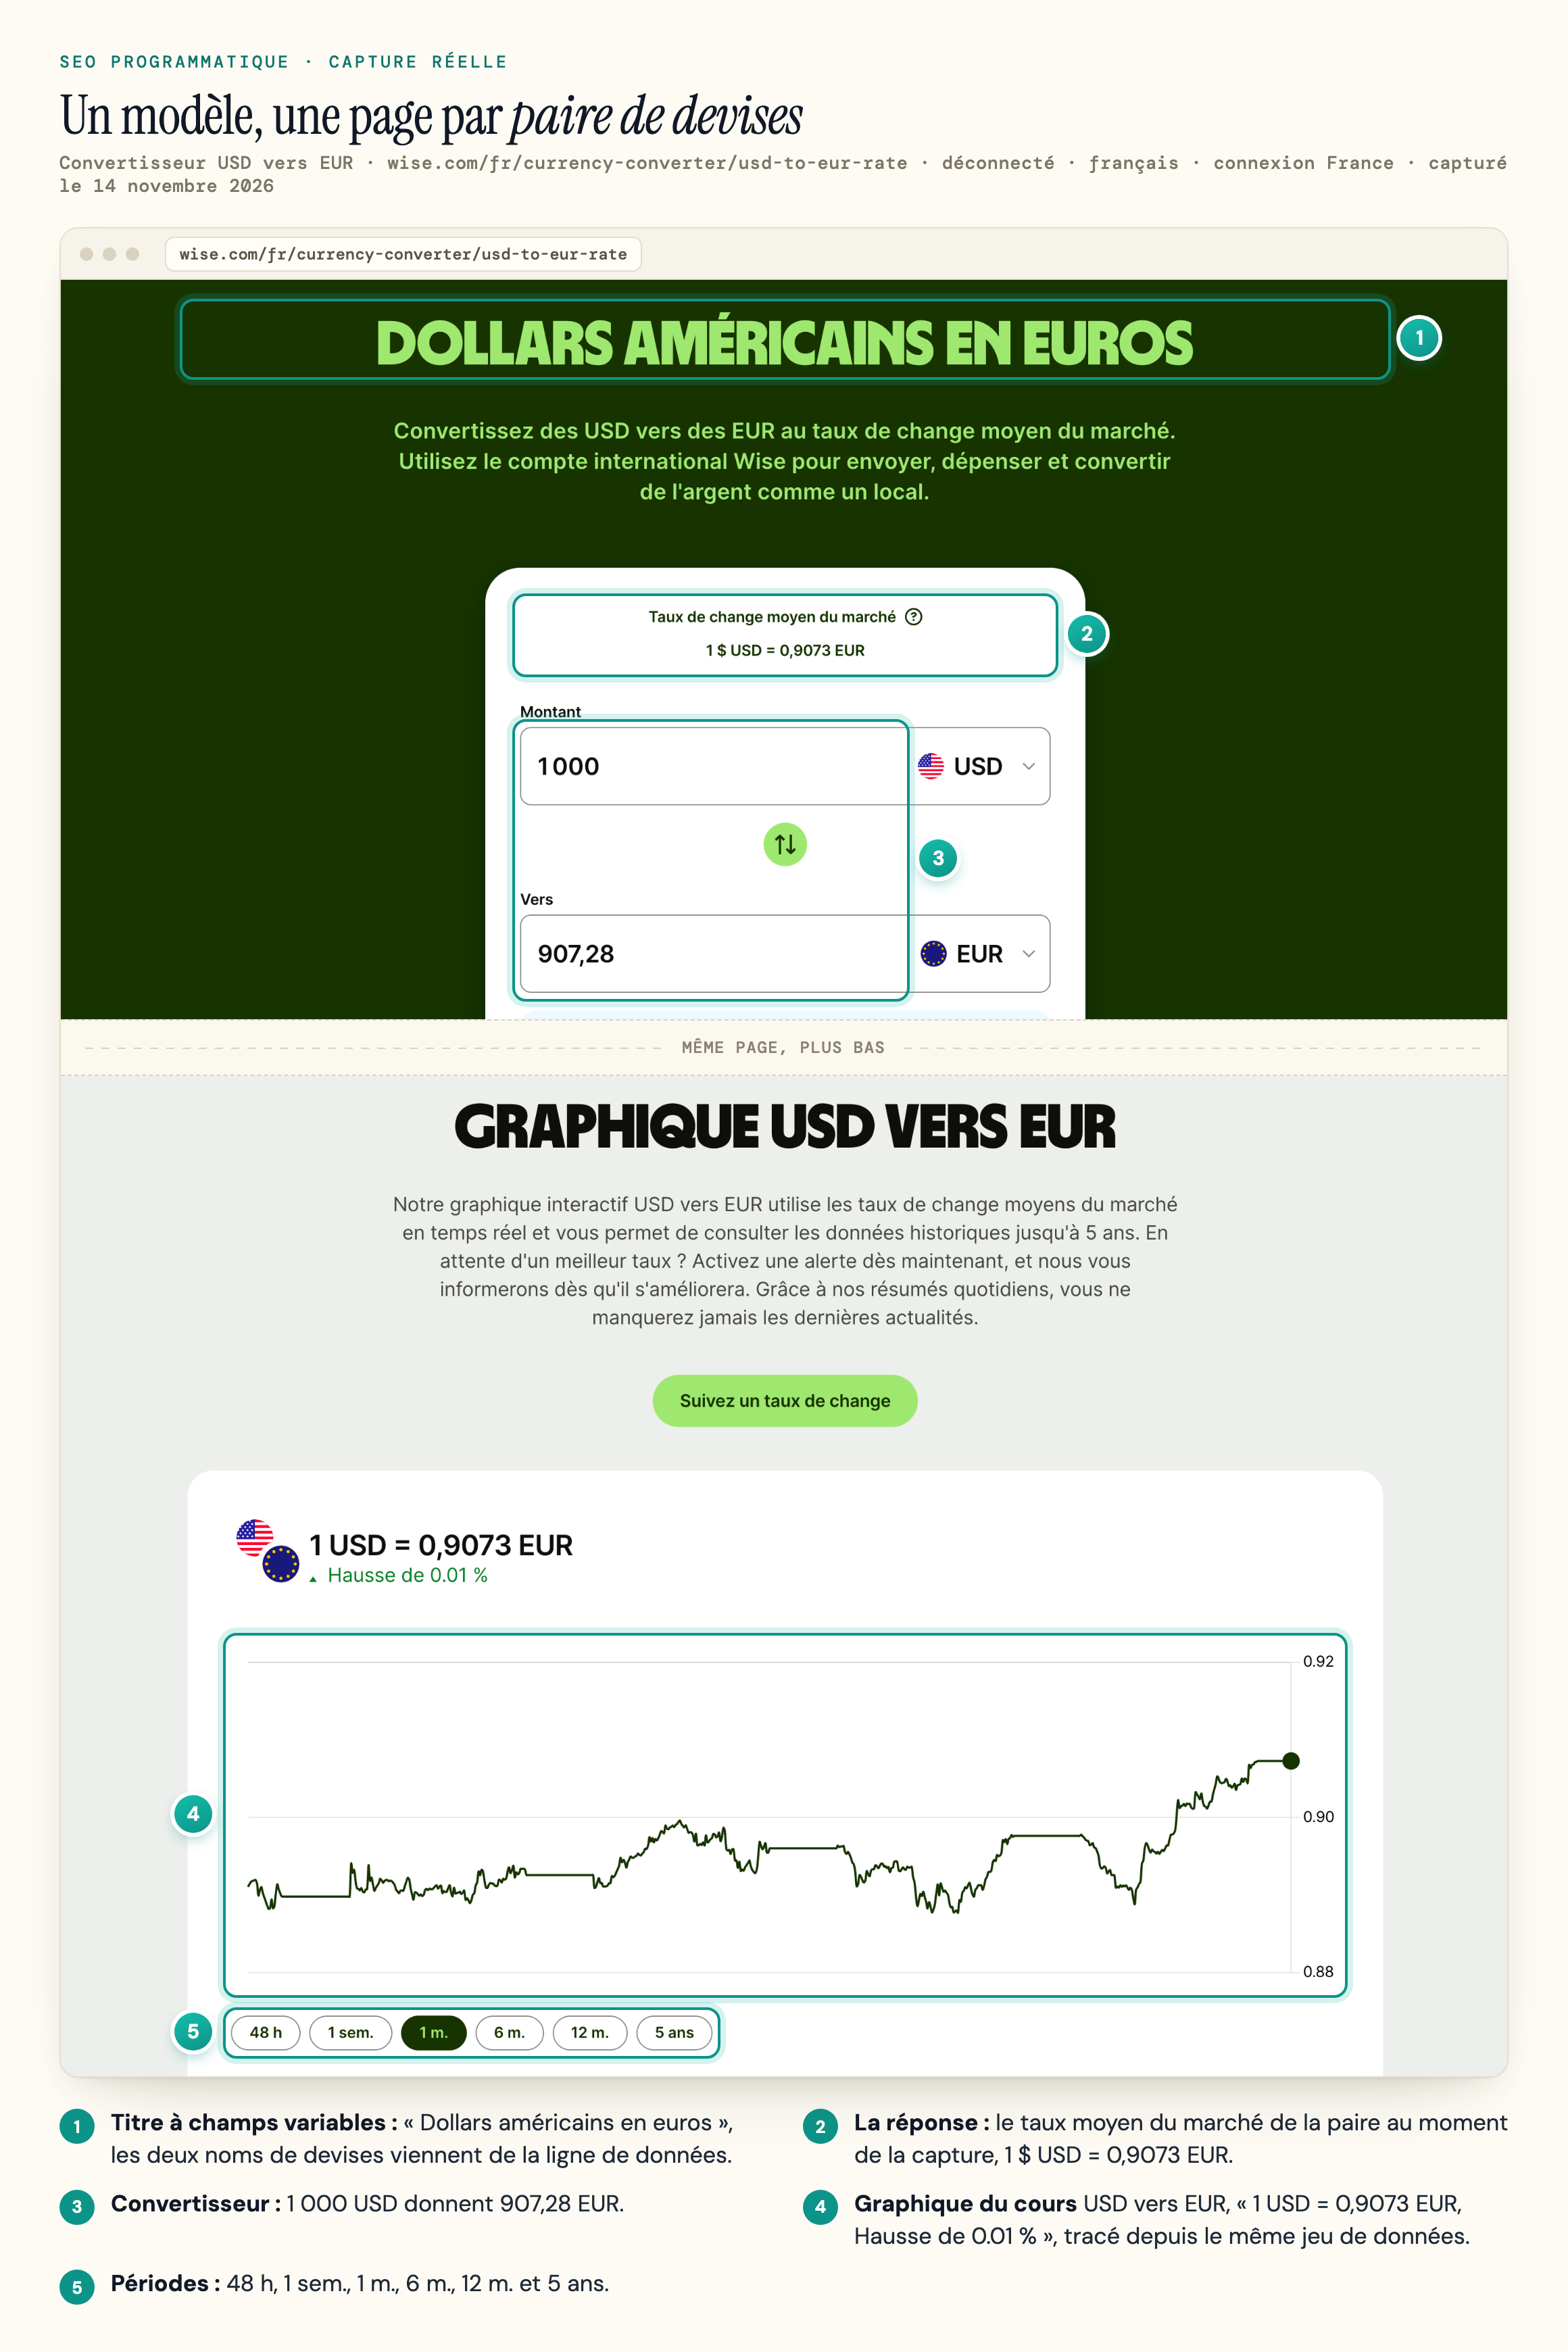 SEO PROGRAMMATIQUE · CAPTURE RÉELLE
Un modèle, une page par paire de devises
Convertisseur USD vers EUR · wise.com/fr/currency-converter/usd-to-eur-rate · déconnecté · français · connexion France · capturé
le 14 novembre 2026
wise.com/fr/currency-converter/usd-to-eur-rate
DOLLARS AMÉRICAINS EN EUROS
1
Convertissez des USD vers des EUR au taux de change moyen du marché.
Utilisez le compte international Wise pour envoyer, dépenser et convertir
de l'argent comme un local.
Taux de change moyen du marché ?
1 $ USD = 0,9073 EUR
2
Montant
1 000
USD
3
Vers
907,28
EUR
MÊME PAGE, PLUS BAS
GRAPHIQUE USD VERS EUR
Notre graphique interactif USD vers EUR utilise les taux de change moyens du marché
en temps réel et vous permet de consulter les données historiques jusqu'à 5 ans. En
attente d'un meilleur taux ? Activez une alerte dès maintenant, et nous vous
informerons dès qu'il s'améliorera. Grâce à nos résumés quotidiens, vous ne
manquerez jamais les dernières actualités.
Suivez un taux de change
1 USD = 0,9073 EUR
Hausse de 0.01 %
0.92
4
0.90
0.88
5
48 h
1 sem.
1 m.
6 m.
12 m.
5 ans
1 Titre à champs variables : « Dollars américains en euros »,
les deux noms de devises viennent de la ligne de données.
2 La réponse : le taux moyen du marché de la paire au moment
de la capture, 1 $ USD = 0,9073 EUR.
3 Convertisseur : 1 000 USD donnent 907,28 EUR.
4 Graphique du cours USD vers EUR, « 1 USD = 0,9073 EUR,
Hausse de 0.01 % », tracé depuis le même jeu de données.
5 Périodes : 48 h, 1 sem., 1 m., 6 m., 12 m. et 5 ans.